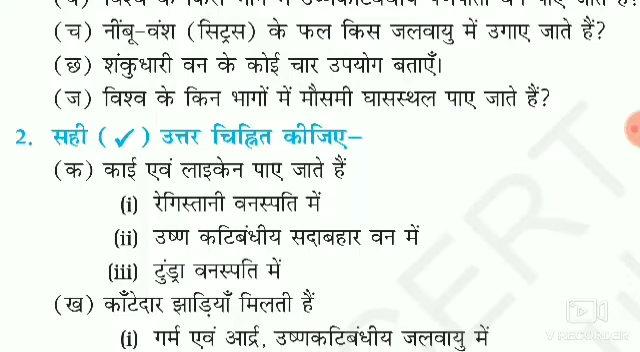 (च) नींबू-वंश (सिट्रस) के फल किस जलवायु में उगाए जाते हैं?
(छ) शंकुधारी वन के कोई चार उपयोग बताएँ।
(ज) विश्व के किन भागों में मौसमी घासस्थल पाए जाते हैं?
2. सही (✓) उत्तर चिह्नित कीजिए–
(क) काई एवं लाइकेन पाए जाते हैं
(i) रेगिस्तानी वनस्पति में
(ii) उष्ण कटिबंधीय सदाबहार वन में
(iii) टुंड्रा वनस्पति में
(ख) काँटेदार झाड़ियाँ मिलती हैं
(i) गर्म एवं आर्द्र, उष्णकटिबंधीय जलवायु में